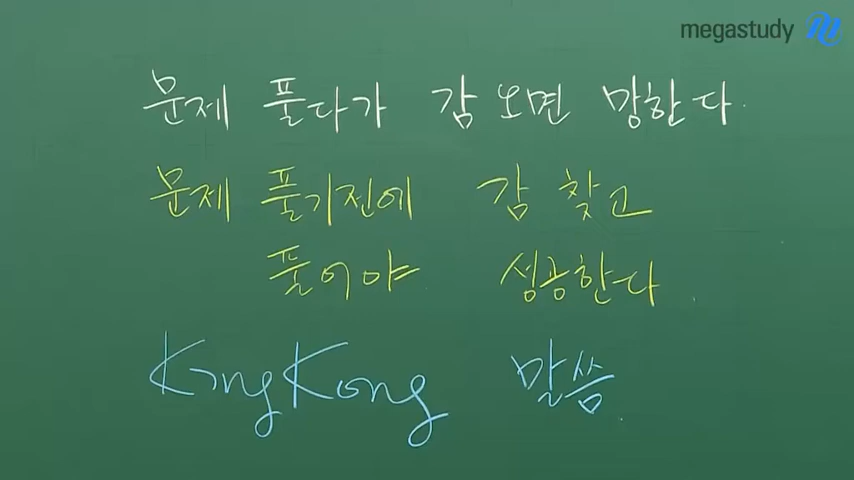 megastudy
문제 풀다가 감 오면 망한다.
문제 풀기전에 감 찾고
풀어야 성공한다.
KingKong 말씀.